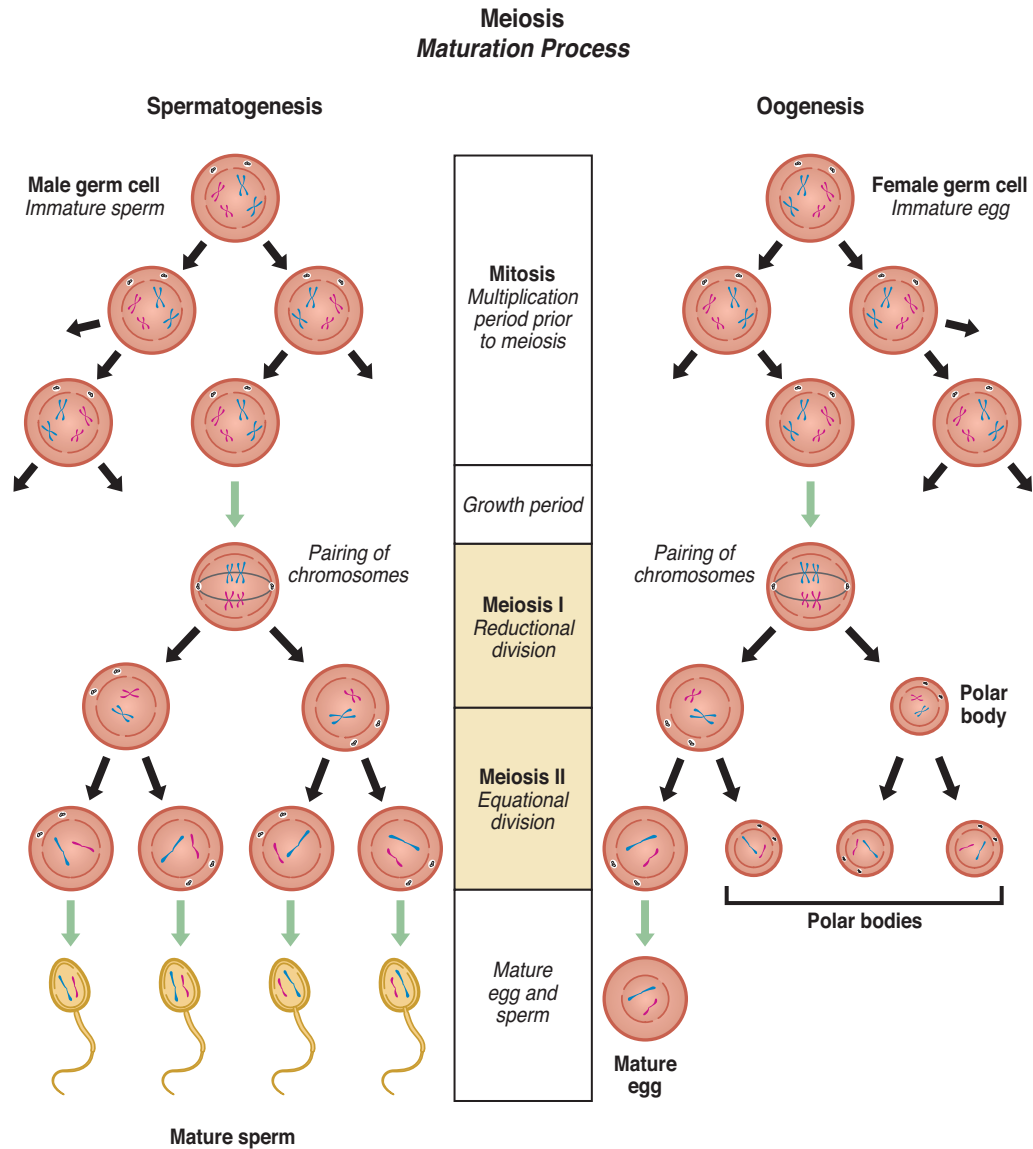 Meiosis
Maturation Process
Spermatogenesis
Oogenesis
Male germ cell
Immature sperm
Female germ cell
Immature egg
Mitosis
Multiplication
period prior
to meiosis
Growth period
Pairing of
chromosomes
Pairing of
chromosomes
Meiosis I
Reductional
division
Polar
body
Meiosis II
Equational
division
Polar bodies
Mature
egg and
sperm
Mature
egg
Mature sperm